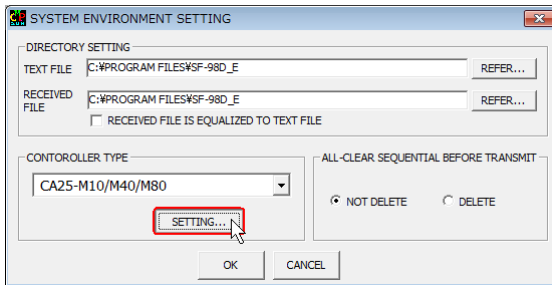 SYSTEM ENVIRONMENT SETTING
DIRECTORY SETTING
TEXT FILE C:¥PROGRAM FILES¥SF-98D_E REFER...
RECEIVED FILE C:¥PROGRAM FILES¥SF-98D_E REFER...
RECEIVED FILE IS EQUALIZED TO TEXT FILE
CONTOROLLER TYPE
CA25-M10/M40/M80
SETTING...
ALL-CLEAR SEQUENTIAL BEFORE TRANSMIT
NOT DELETE DELETE
OK CANCEL